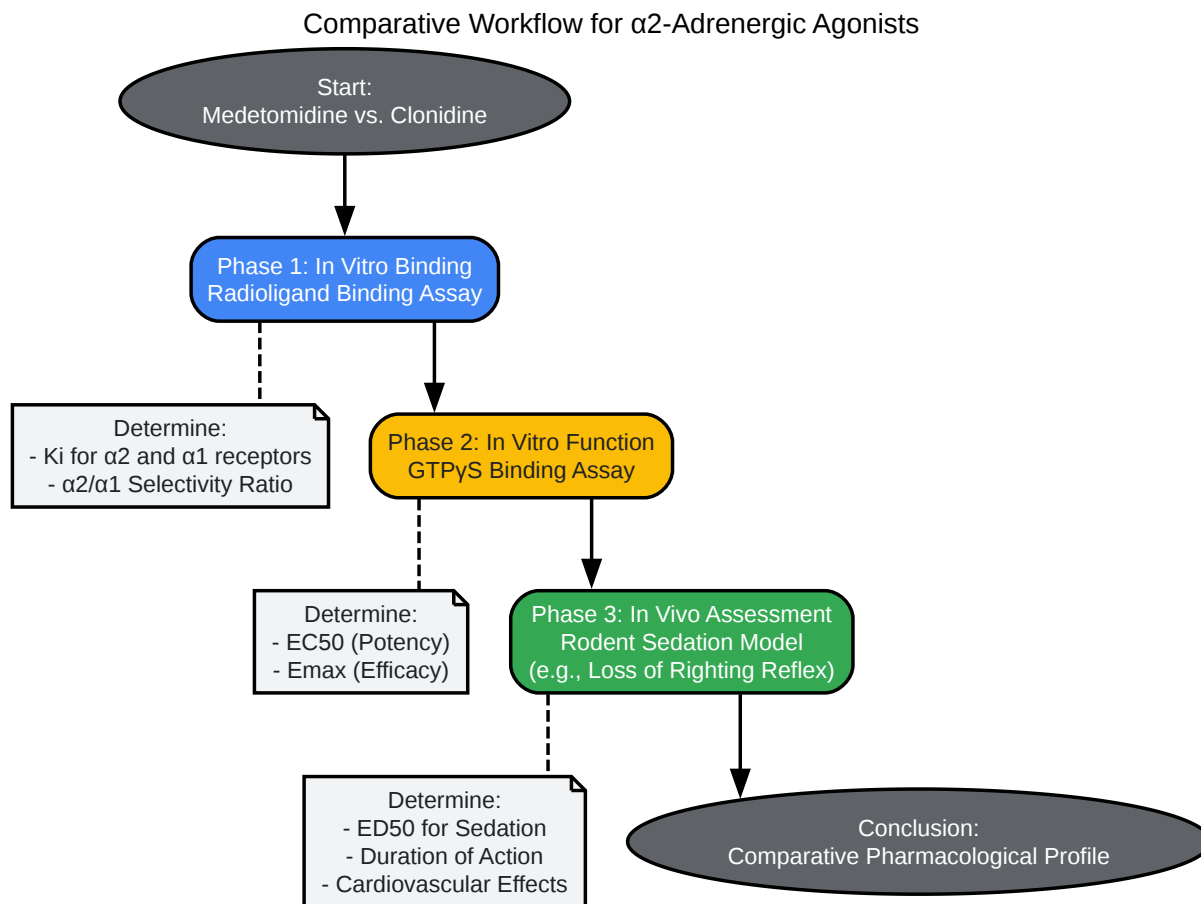 Comparative Workflow for α2-Adrenergic Agonists
Start:
Medetomidine vs. Clonidine
Phase 1: In Vitro Binding
Radioligand Binding Assay
Determine:
- Ki for α2 and α1 receptors
- α2/α1 Selectivity Ratio
Phase 2: In Vitro Function
GTPγS Binding Assay
Determine:
- EC50 (Potency)
- Emax (Efficacy)
Phase 3: In Vivo Assessment
Rodent Sedation Model
(e.g., Loss of Righting Reflex)
Determine:
- ED50 for Sedation
- Duration of Action
- Cardiovascular Effects
Conclusion:
Comparative Pharmacological Profile